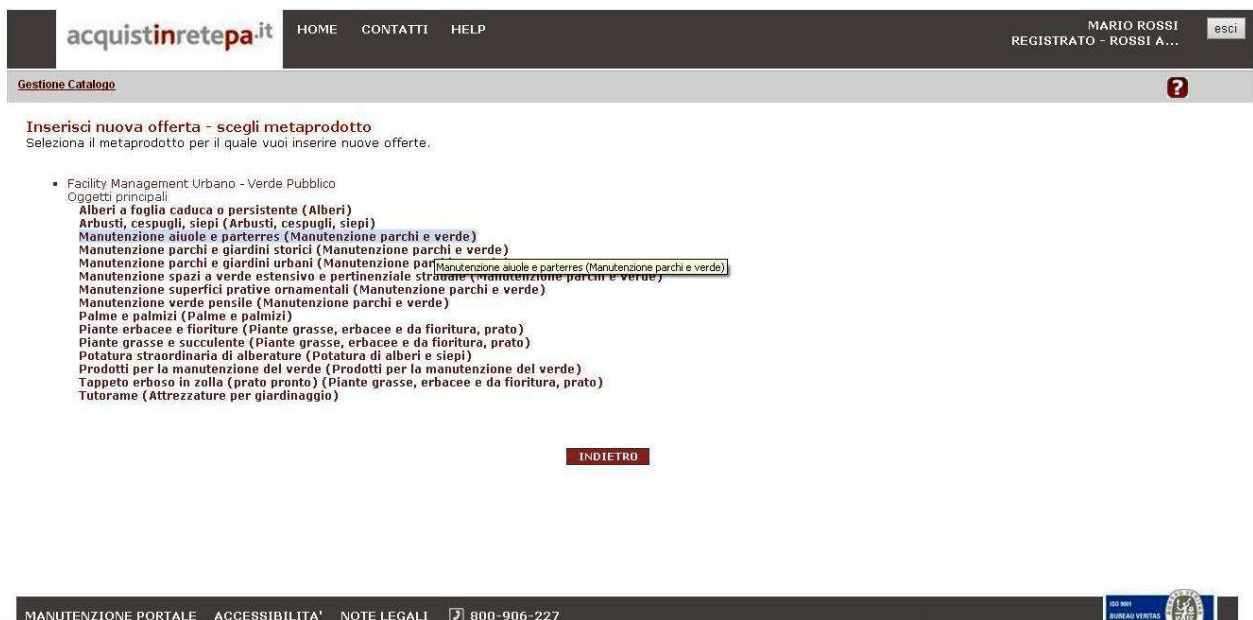 acquistinretepa.it
HOME CONTATTI HELP
MARIO ROSSI
REGISTRATO - ROSSI A...
esci
Gestione Catalogo
?
Inserisci nuova offerta - scegli metaprodotto
Seleziona il metaprodotto per il quale vuoi inserire nuove offerte.
Facility Management Urbano - Verde Pubblico
Oggetti principali
Alberi a foglia caduca o persistente (Alberi)
Arbusti, cespugli, siepi (Arbusti, cespugli, siepi)
Manutenzione aiuole e parterres (Manutenzione parchi e verde)
Manutenzione parchi e giardini storici (Manutenzione parchi e verde)
Manutenzione parchi e giardini urbani (Manutenzione par
Manutenzione aiuole e parterres (Manutenzione parchi e verde)
Manutenzione spazi a verde estensivo e pertinenziale stradale (Manutenzione parchi e verde)
Manutenzione superfici prative ornamentali (Manutenzione parchi e verde)
Manutenzione verde pensile (Manutenzione parchi e verde)
Palme e palmizi (Palme e palmizi)
Piante erbacee e fioriture (Piante grasse, erbacee e da fioritura, prato)
Piante grasse e succulente (Piante grasse, erbacee e da fioritura, prato)
Potatura straordinaria di alberature (Potatura di alberi e siepi)
Prodotti per la manutenzione del verde (Prodotti per la manutenzione del verde)
Tappeto erboso in zolla (prato pronto) (Piante grasse, erbacee e da fioritura, prato)
Tutorame (Attrezzature per giardinaggio)
INDIETRO
MANUTENZIONE PORTALE ACCESSIBILITA' NOTE LEGALI 800-906-227
ISO 9001
BUREAU VERITAS